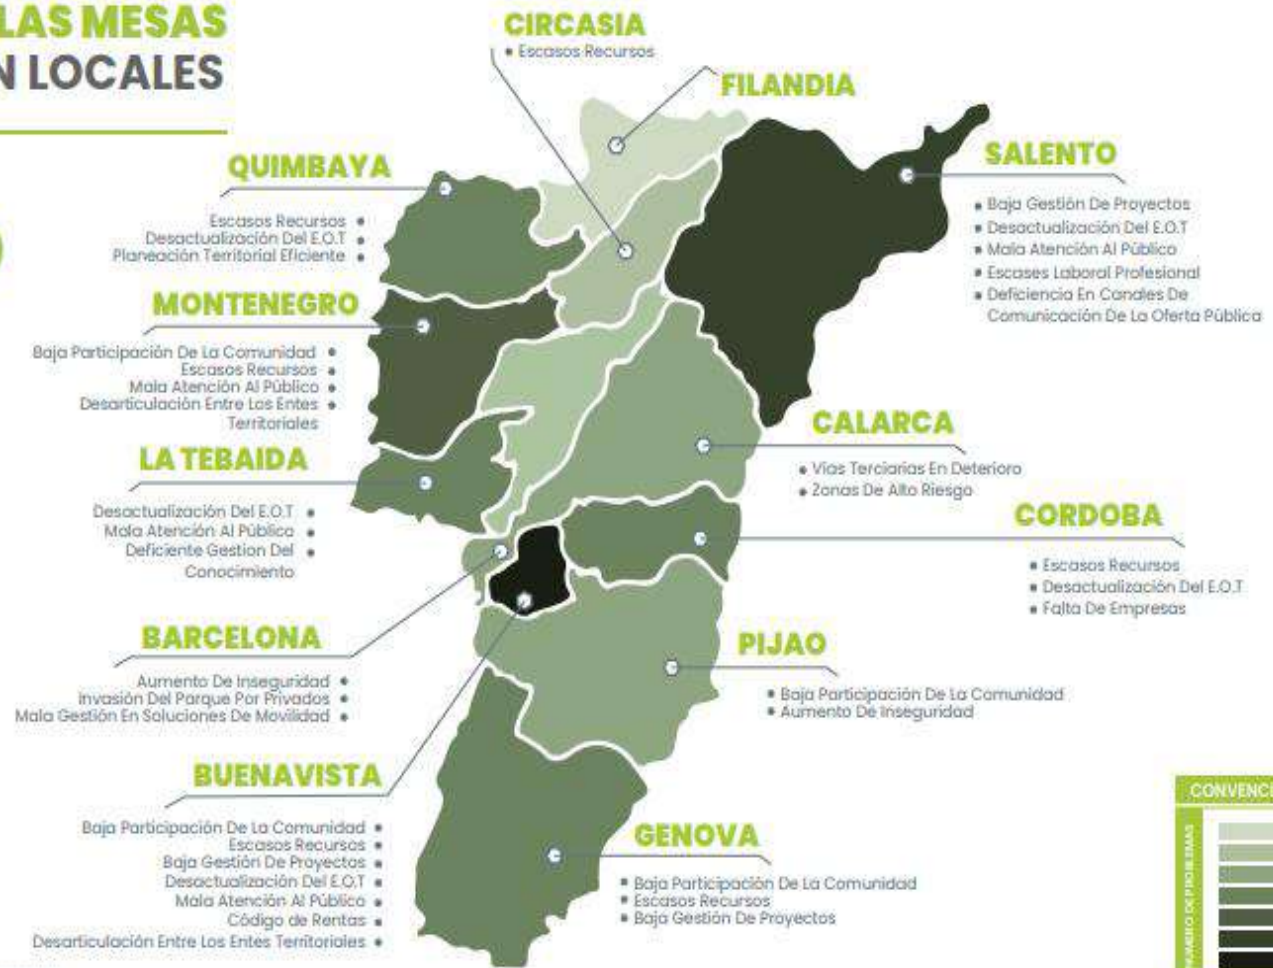 LAS MESAS
N LOCALES
CIRCASIA
• Escasos Recursos
FILANDIA
QUIMBAYA
Escasos Recursos •
Desactualización Del E.O.T •
Planeación Territorial Eficiente •
SALENTO
• Baja Gestión De Proyectos
• Desactualización Del E.O.T
• Mala Atención Al Público
• Escases Laboral Profesional
• Deficiencia En Canales De
Comunicación De La Oferta Pública
MONTENEGRO
Baja Participación De La Comunidad •
Escasos Recursos •
Mala Atención Al Público •
Desarticulación Entre Los Entes •
Territoriales
CALARCA
• Vías Terciarias En Deterioro
• Zonas De Alto Riesgo
LA TEBAIDA
Desactualización Del E.O.T •
Mala Atención Al Público •
Deficiente Gestion Del •
Conocimiento
CORDOBA
• Escasos Recursos
• Desactualización Del E.O.T
• Falta De Empresas
BARCELONA
Aumento De Inseguridad •
Invasión Del Parque Por Privados •
Mala Gestión En Soluciones De Movilidad •
PIJAO
• Baja Participación De La Comunidad
• Aumento De Inseguridad
BUENAVISTA
Baja Participación De La Comunidad •
Escasos Recursos •
Baja Gestión De Proyectos •
Desactualización Del E.O.T •
Mala Atención Al Público •
Código de Rentas •
Desarticulación Entre Los Entes Territoriales •
GENOVA
• Baja Participación De La Comunidad
• Escasos Recursos
• Baja Gestión De Proyectos
CONVENCI
NUMERO DE PROBLEMAS